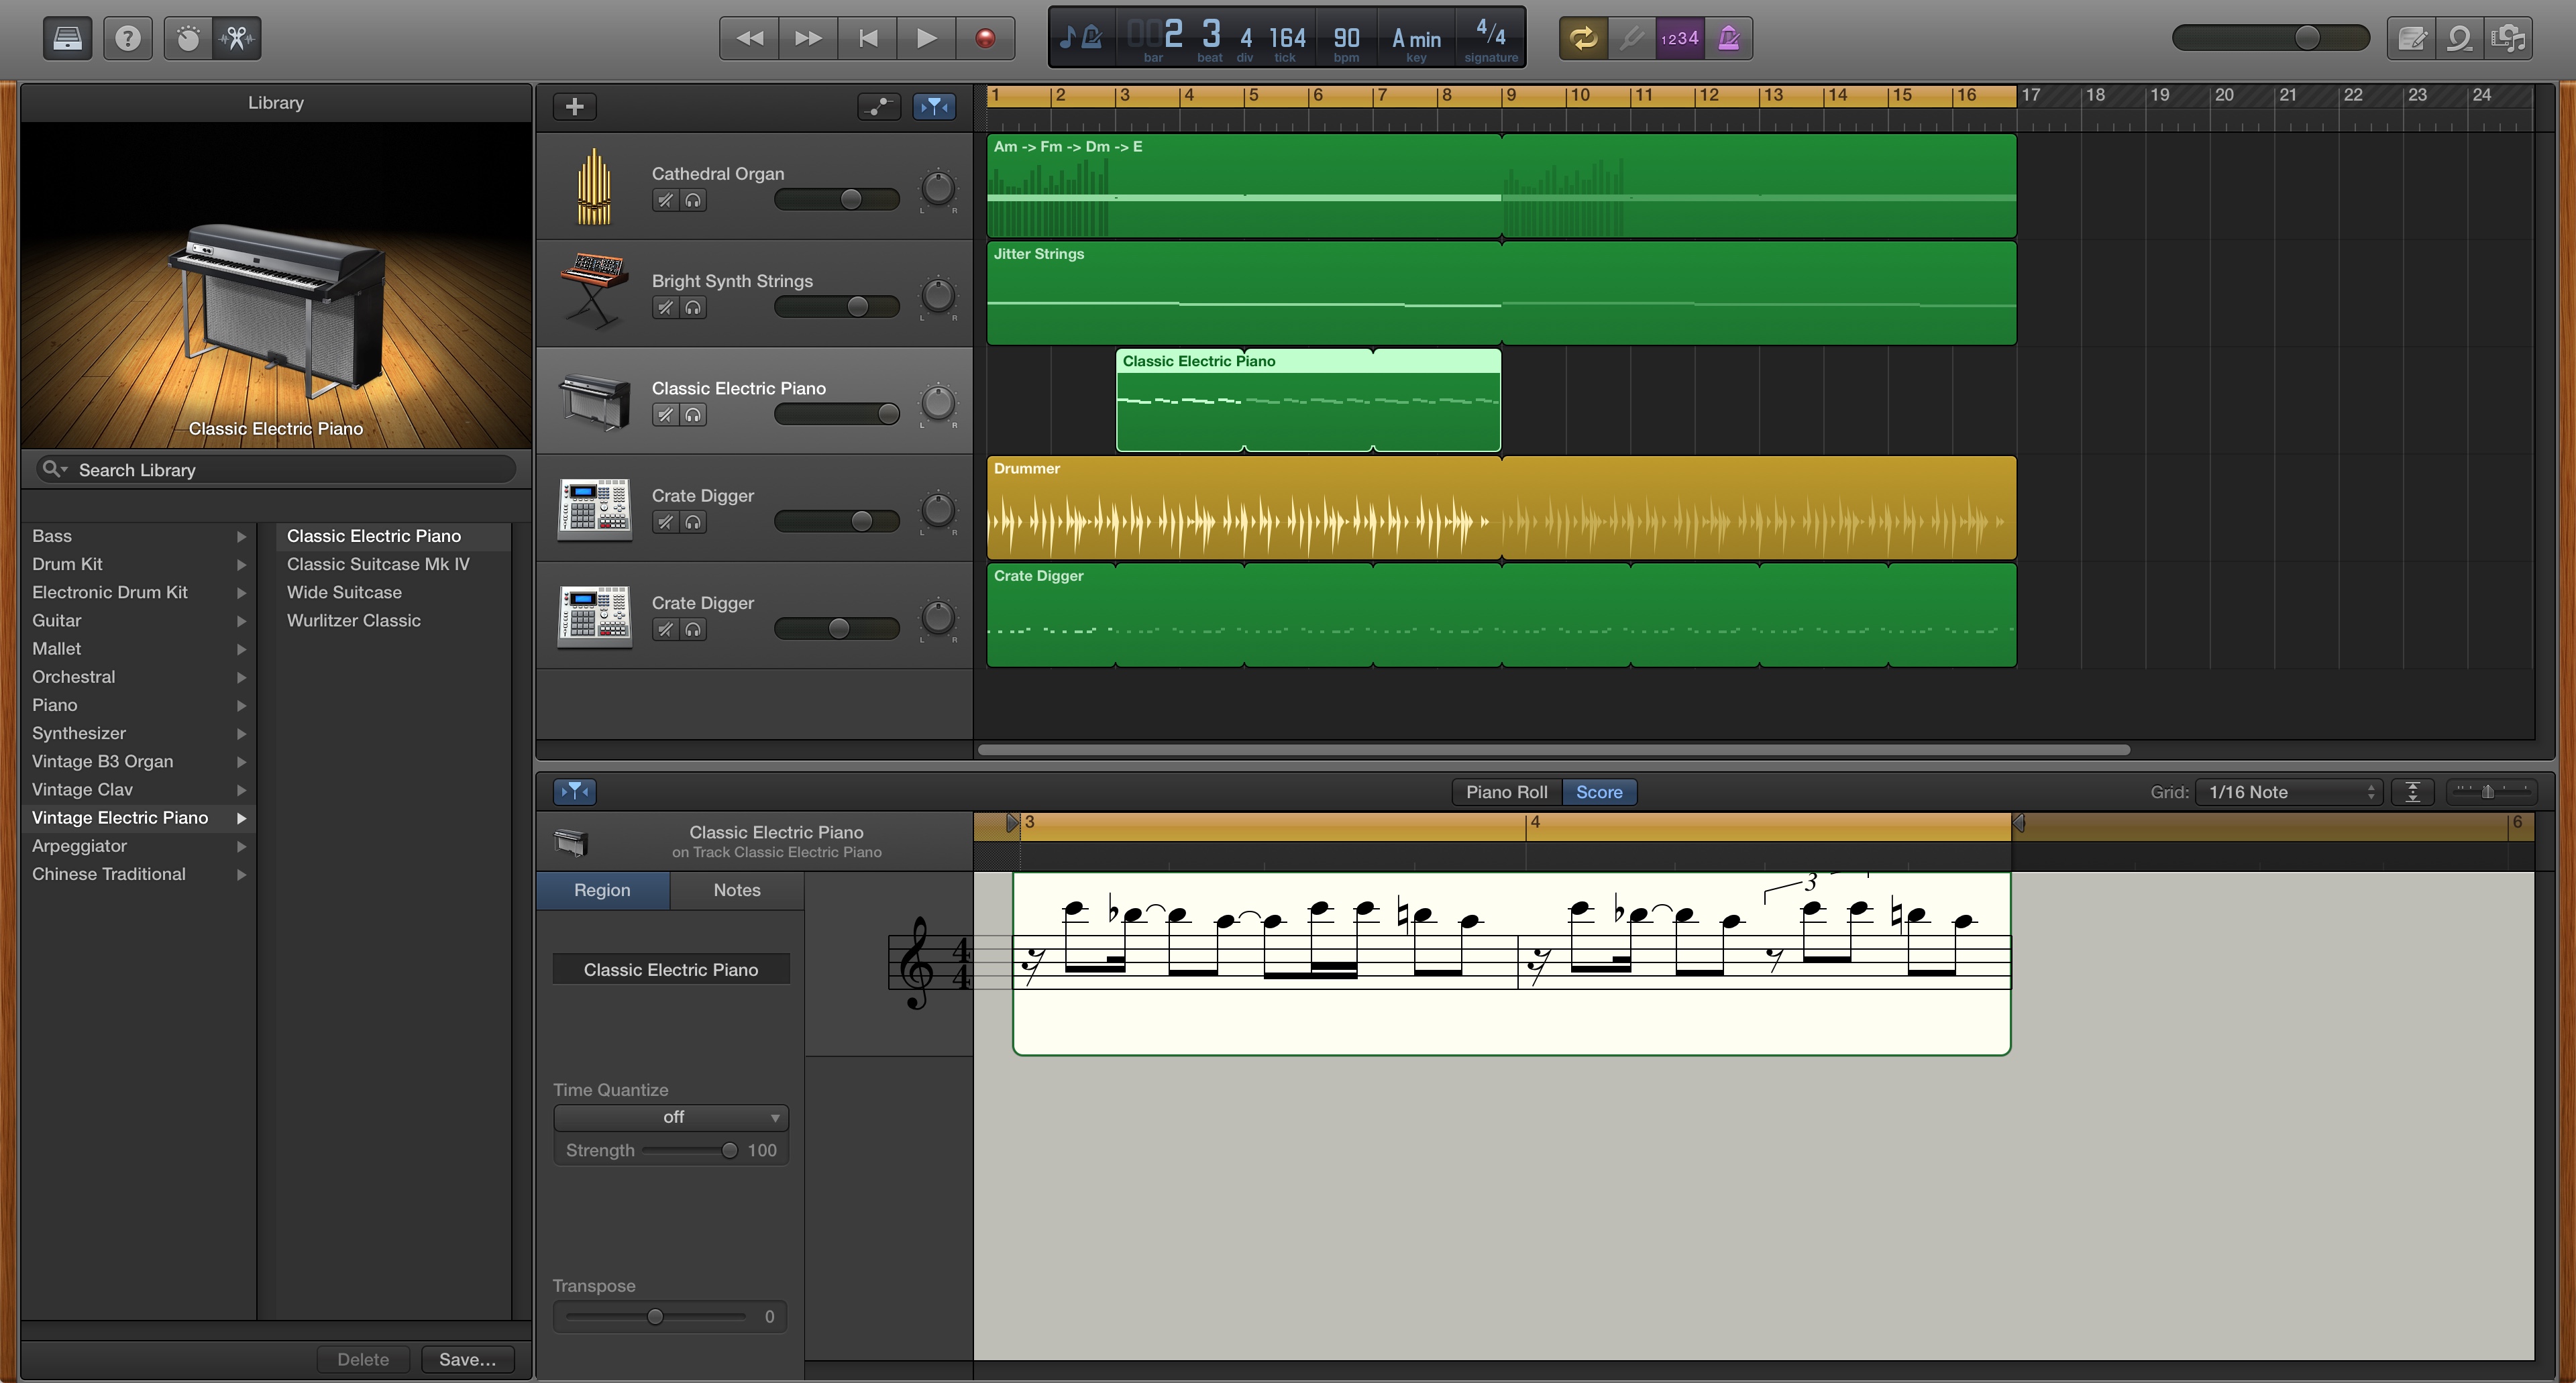 ?
002 3 4 164 90 A min 4/4
bar beat div tick bpm key signature
1234
Library
Classic Electric Piano
Search Library
Bass
Drum Kit
Electronic Drum Kit
Guitar
Mallet
Orchestral
Piano
Synthesizer
Vintage B3 Organ
Vintage Clav
Vintage Electric Piano
Arpeggiator
Chinese Traditional
Classic Electric Piano
Classic Suitcase Mk IV
Wide Suitcase
Wurlitzer Classic
Delete Save...
1 2 3 4 5 6 7 8 9 10 11 12 13 14 15 16 17 18 19 20 21 22 23 24
Cathedral Organ
L R
Am -> Fm -> Dm -> E
Bright Synth Strings
L R
Jitter Strings
Classic Electric Piano
L R
Classic Electric Piano
Crate Digger
L R
Drummer
Crate Digger
L R
Crate Digger
Piano Roll Score
Grid: 1/16 Note
Classic Electric Piano
on Track Classic Electric Piano
3 4 6
Region Notes
Classic Electric Piano
Time Quantize
off
Strength 100
Transpose
0
4
4
3